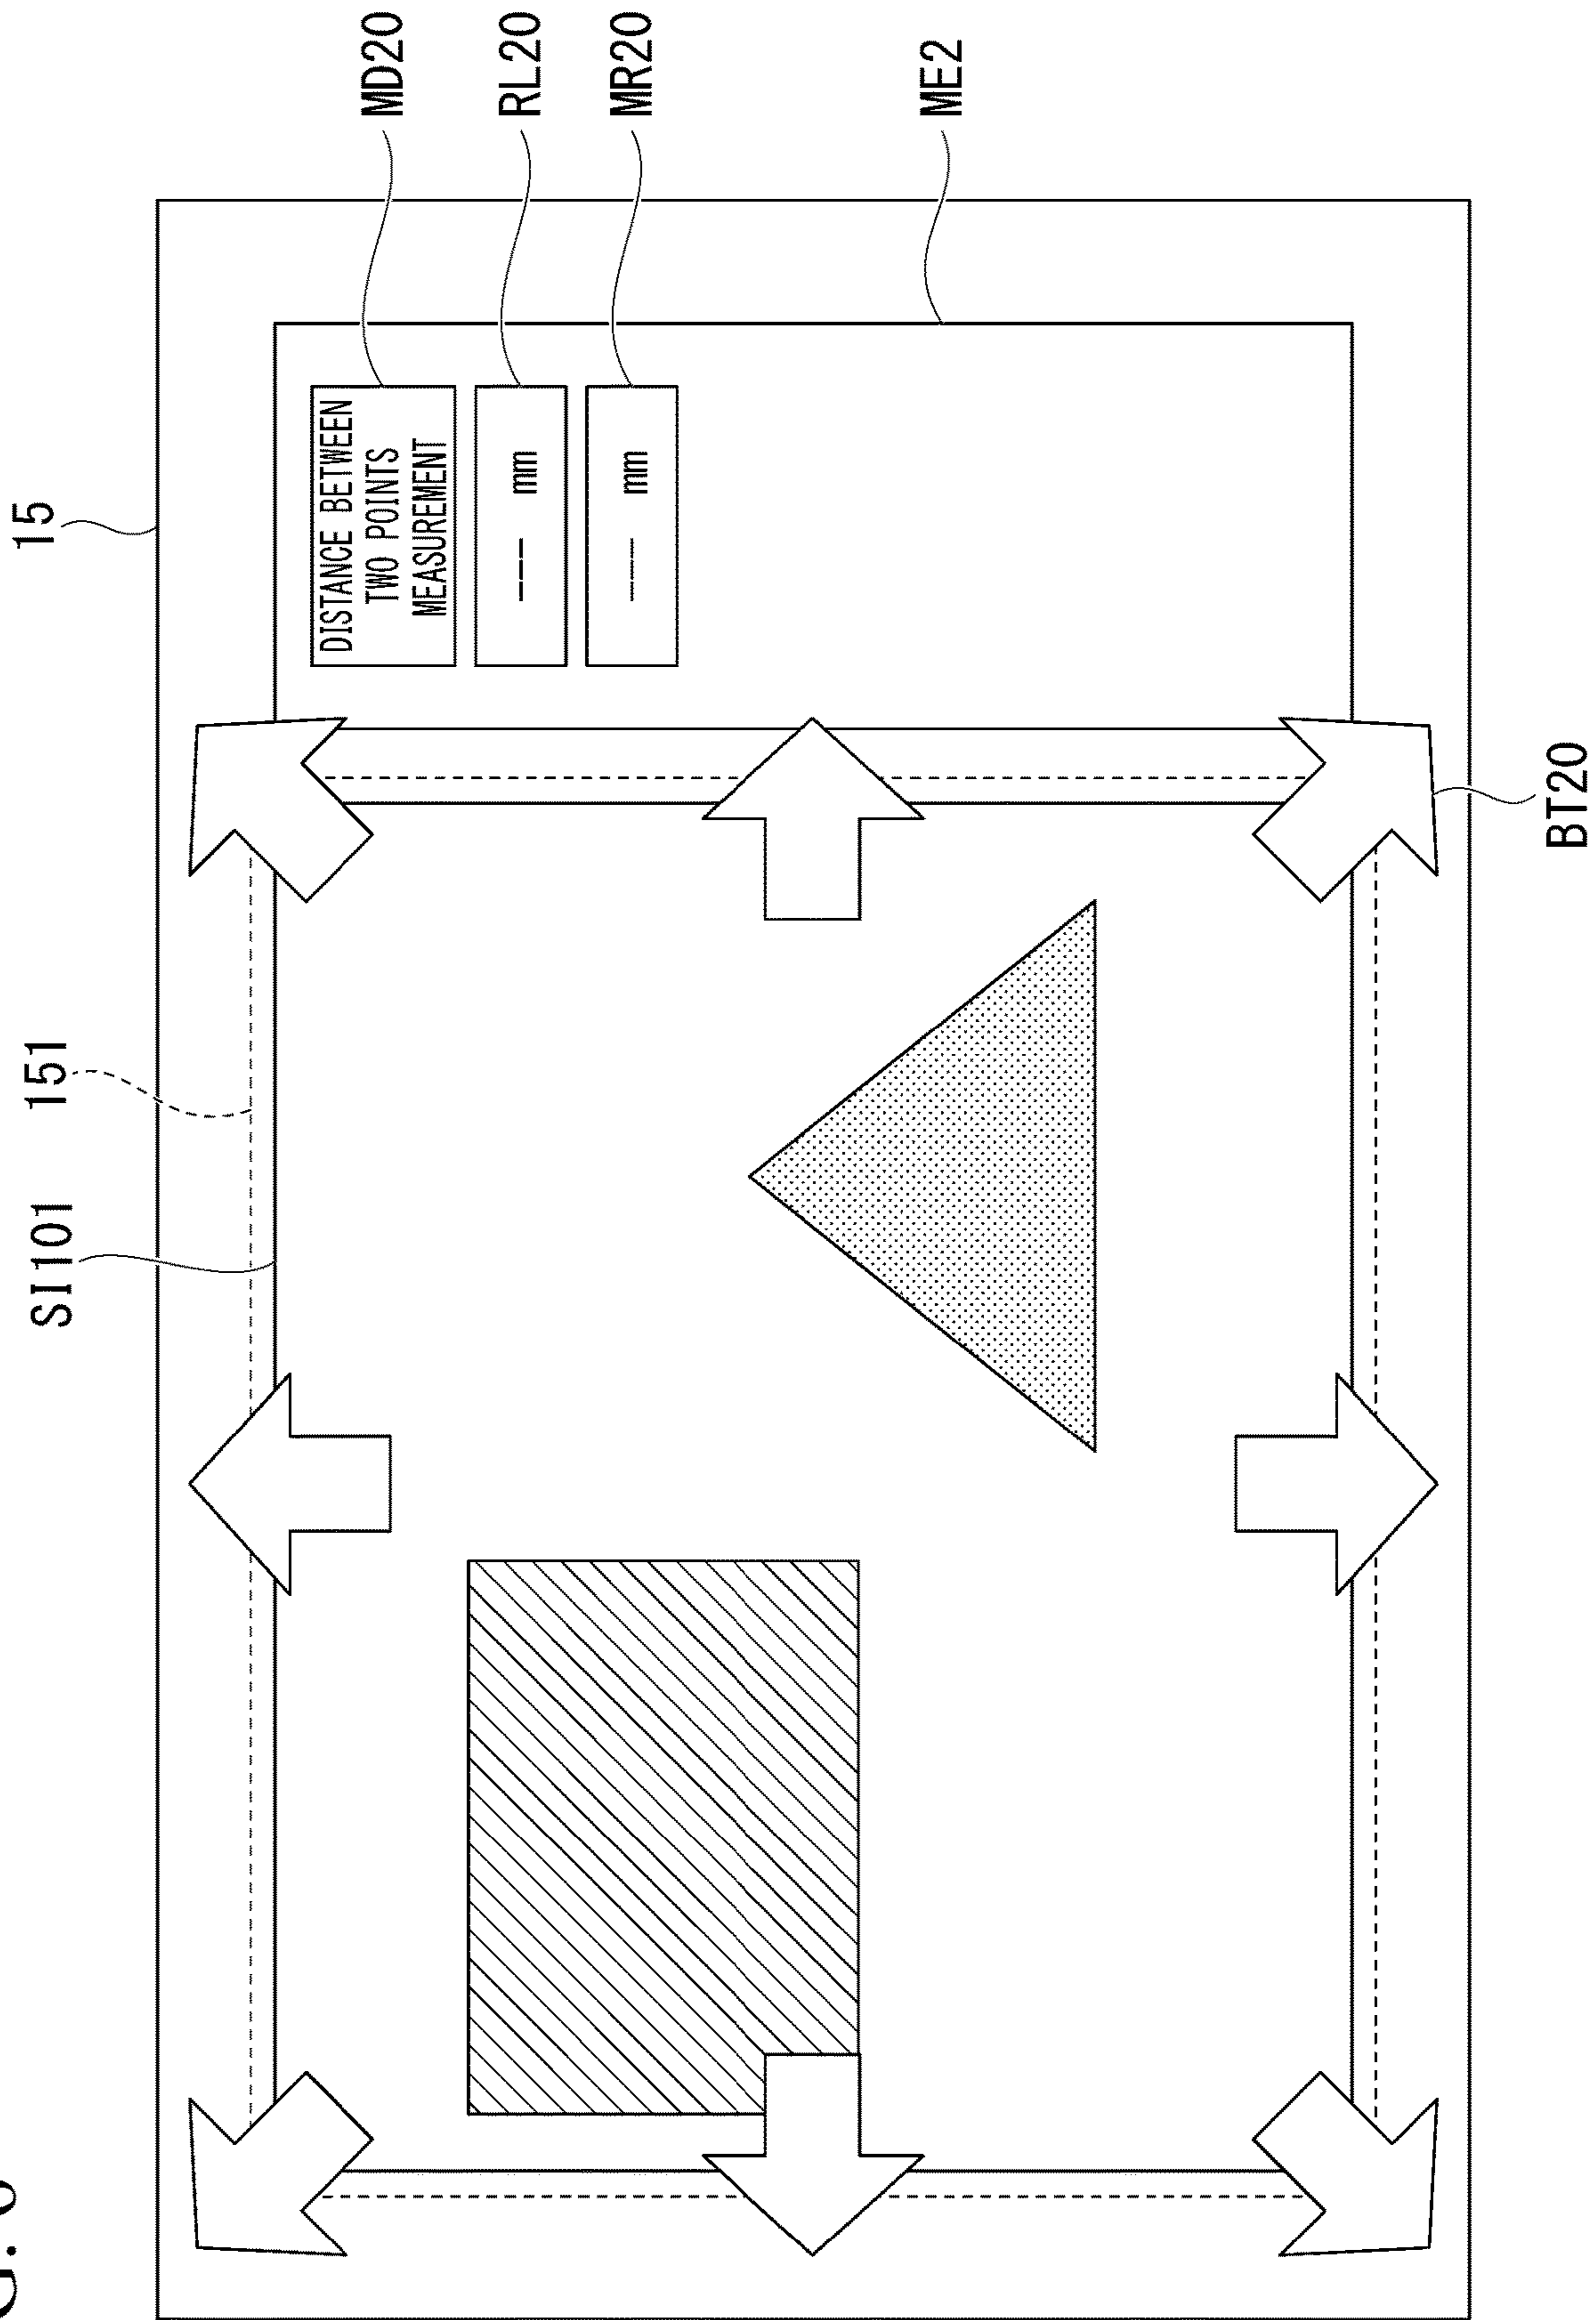 15
SI101
151
MD20
DISTANCE BETWEEN
TWO POINTS
MEASUREMENT
RL20
--- mm
MR20
--- mm
ME2
BT20